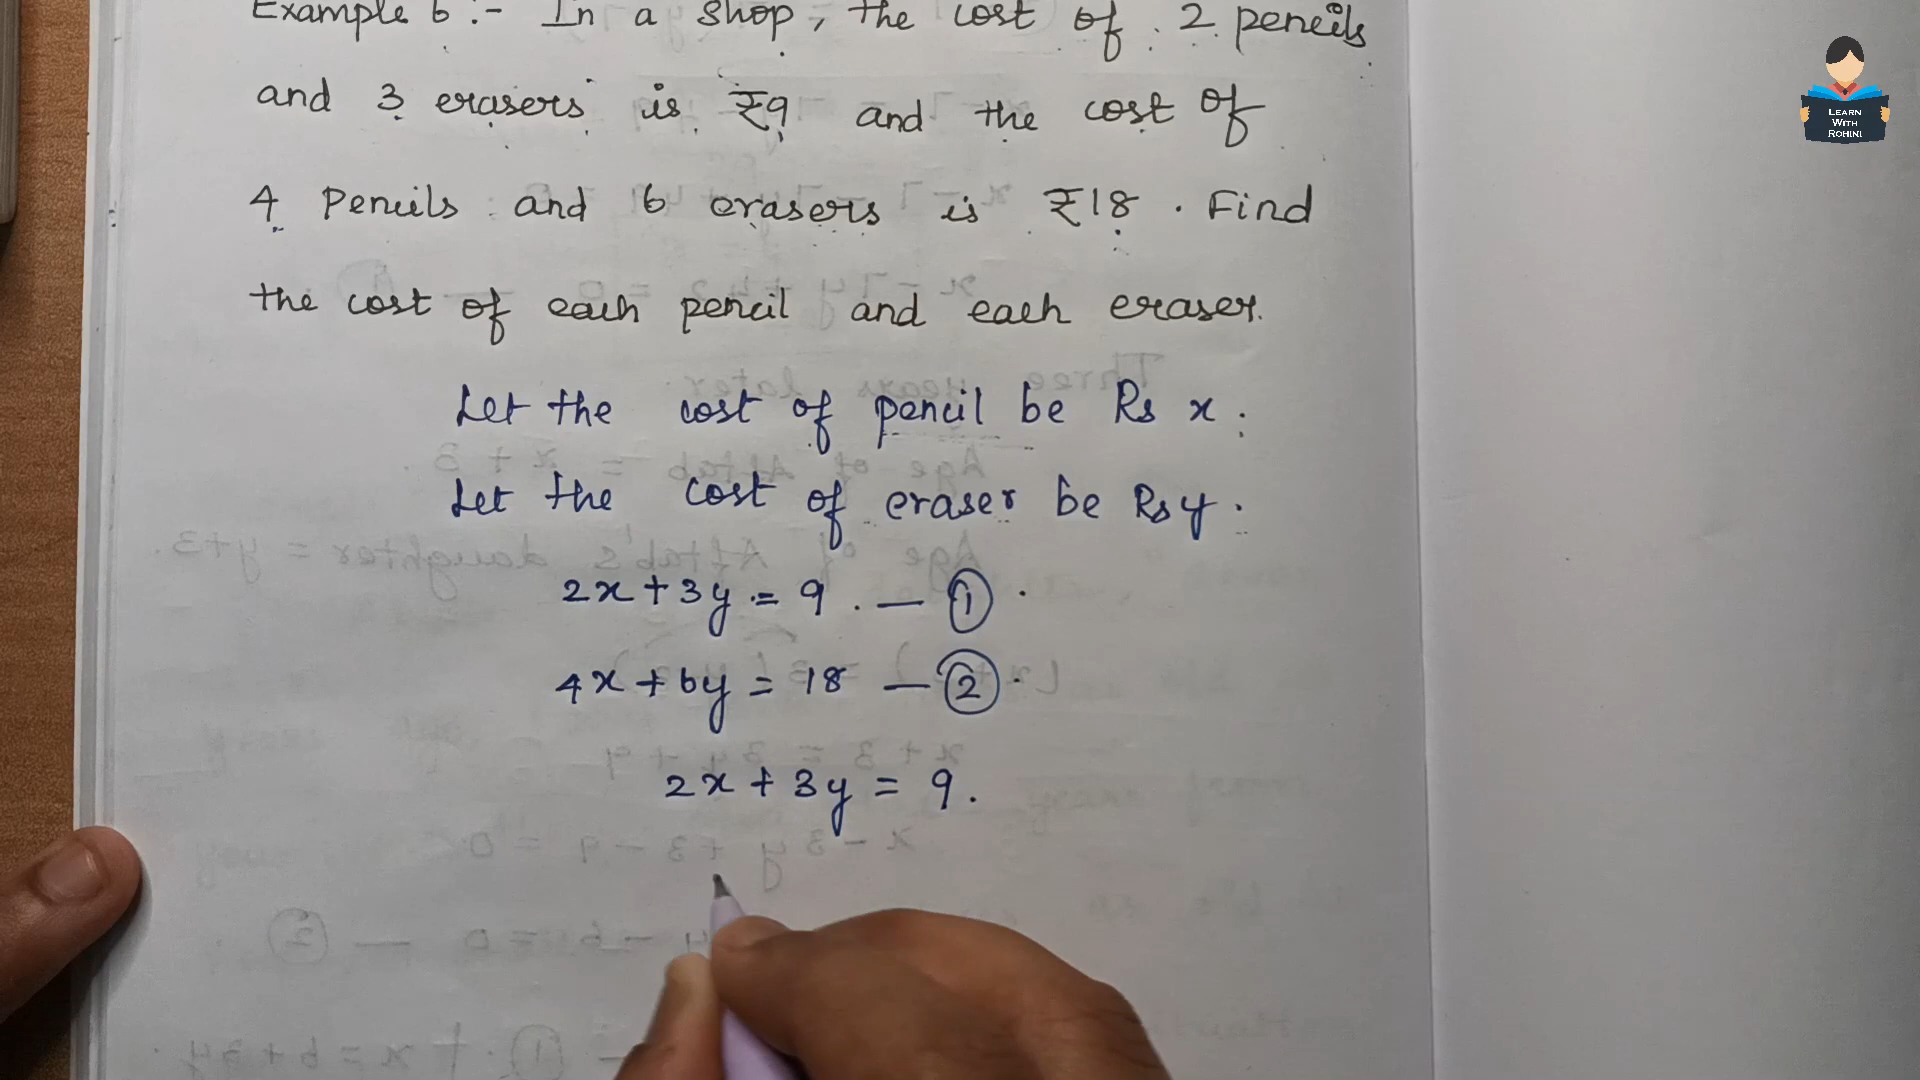 Example 6 :- In a shop, the cost of 2 pencils
and 3 erasers is ₹9 and the cost of
4 Pencils and 6 erasers is ₹18. Find
the cost of each pencil and each eraser.
Let the cost of pencil be Rs x.
Let the cost of eraser be Rs y.
2x+3y = 9. — ①
4x+6y = 18 — ②
2x+3y = 9.
LEARN
WITH
ROHINI